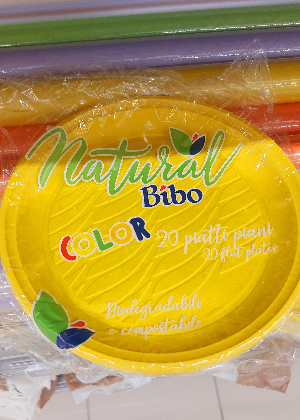 Natural
Bibo
COLOR 20 piatti piani
20 flat plates
Biodegradabili
e compostabili